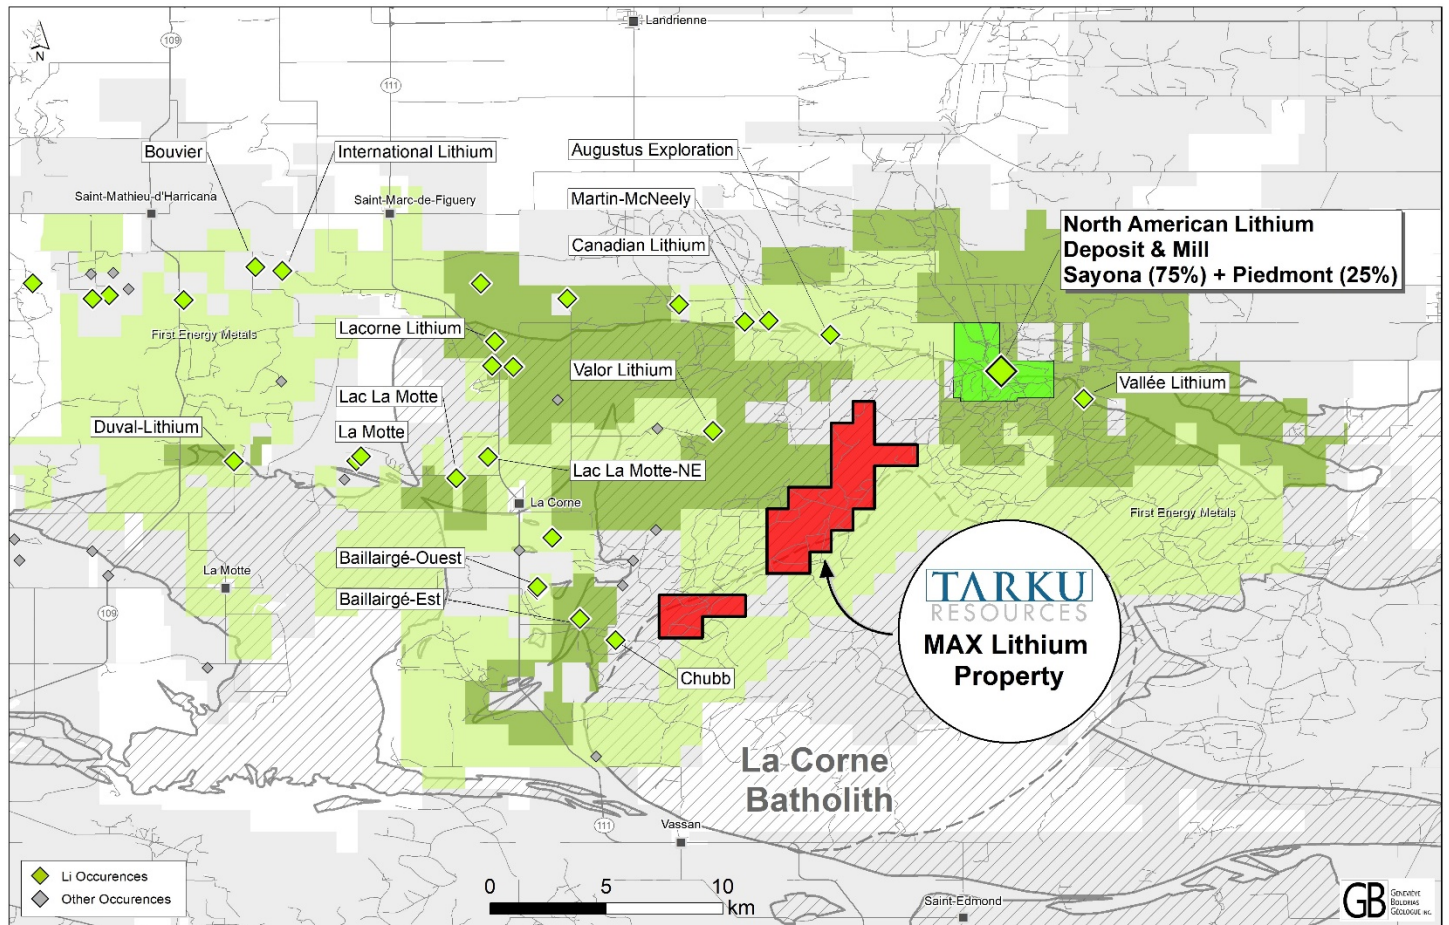 Landrienne
N
109
111
Bouvier
International Lithium
Augustus Exploration
Saint-Mathieu-d'Harricana
Saint-Marc-de-Figuery
Martin-McNeely
Canadian Lithium
North American Lithium
Deposit & Mill
Sayona (75%) + Piedmont (25%)
First Energy Metals
Lacorne Lithium
Valor Lithium
Vallée Lithium
Lac La Motte
La Motte
Duval-Lithium
Lac La Motte-NE
La Corne
First Energy Metals
Baillairgé-Ouest
La Motte
Baillairgé-Est
109
Chubb
TARKU
RESOURCES
MAX Lithium
Property
La Corne
Batholith
111
Vassan
Li Occurences
Other Occurences
0 5 10
km
Saint-Edmond
GB
GENEVIÈVE
BOUDRIAS
GÉOLOGUE INC.